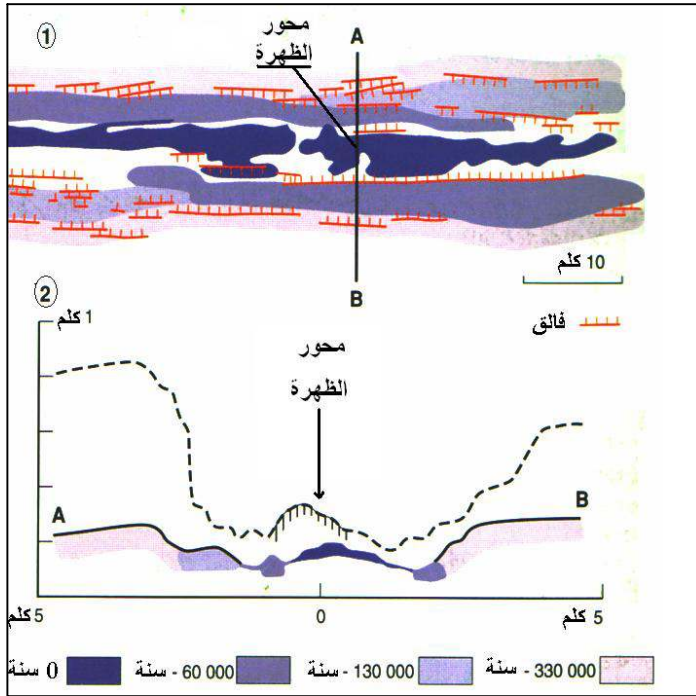 1
محور
الظهرة
A
B
10 كلم
فالق
2
1 كلم
محور
الظهرة
A
B
5 كلم
0
5 كلم
0 سنة
60 000 - سنة
130 000 - سنة
330 000 - سنة